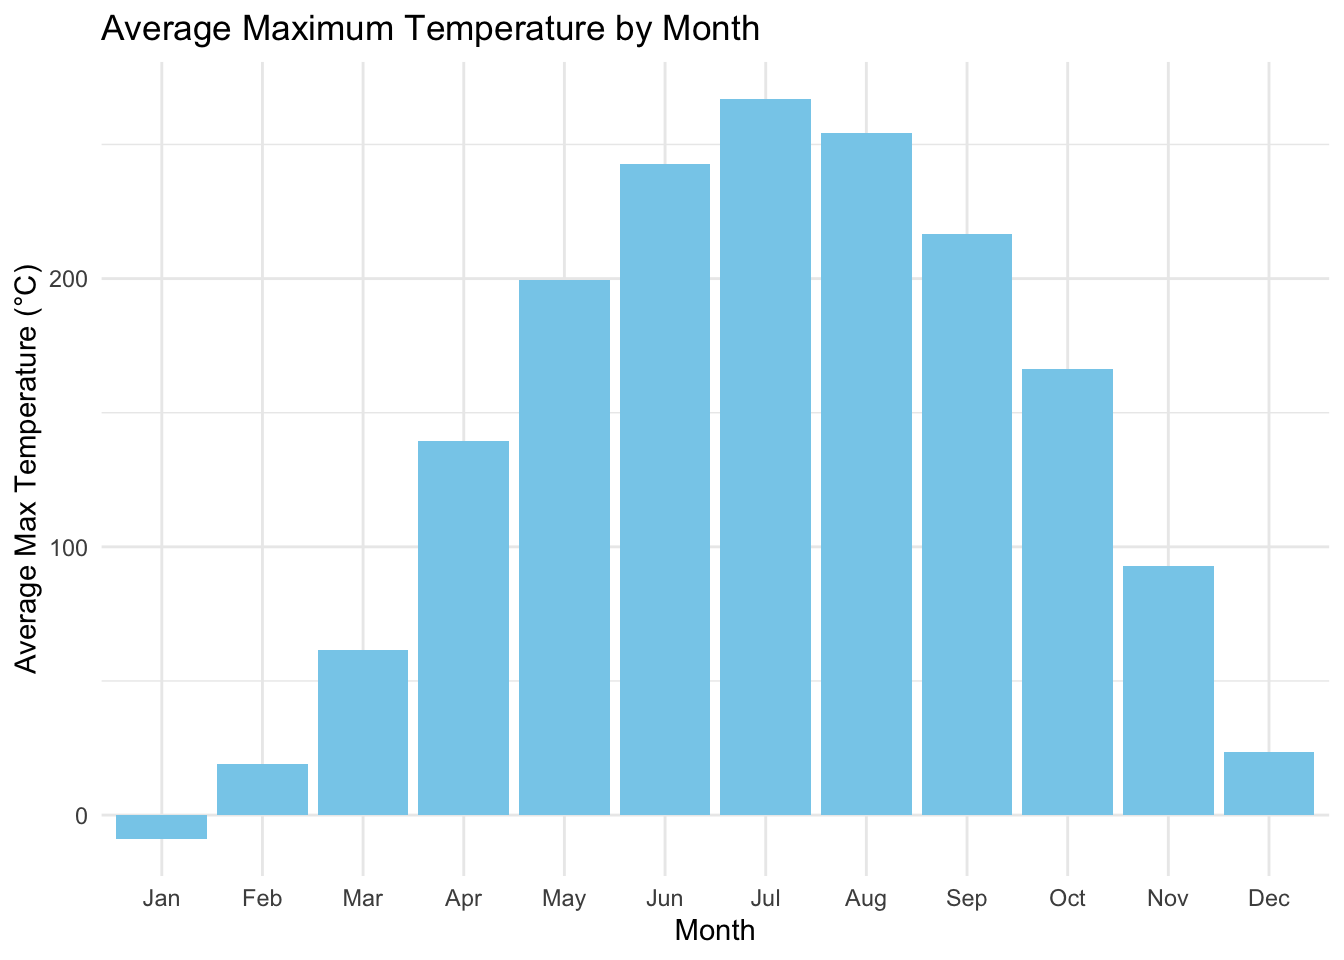 Average Maximum Temperature by Month
Average Max Temperature (°C)
200
100
0
Jan Feb Mar Apr May Jun Jul Aug Sep Oct Nov Dec
Month